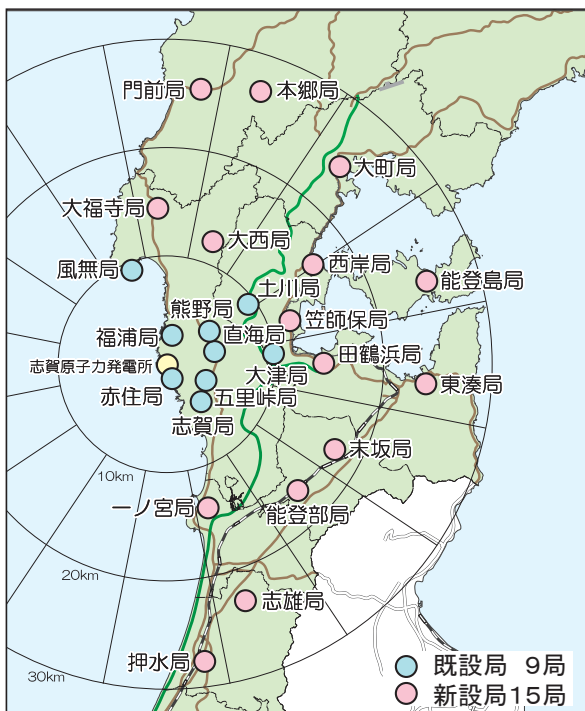 門前局
本郷局
大町局
大福寺局
大西局
西岸局
能登島局
風無局
土川局
熊野局
笠師保局
福浦局
直海局
志賀原子力発電所
田鶴浜局
大津局
赤住局
五里峠局
東湊局
志賀局
末坂局
10km
一ノ宮局
能登部局
20km
志雄局
押水局
30km
既設局 9局
新設局15局